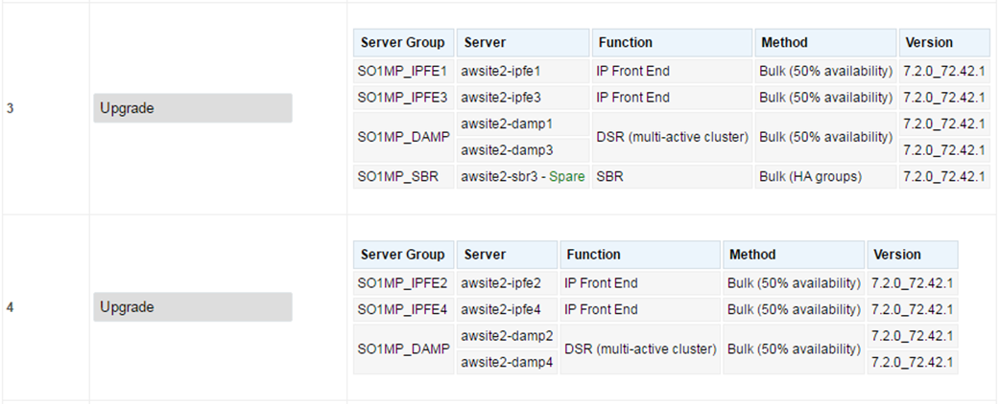 3
Upgrade
Server Group Server Function Method Version
SO1MP_IPFE1 awsite2-ipfe1 IP Front End Bulk (50% availability) 7.2.0_72.42.1
SO1MP_IPFE3 awsite2-ipfe3 IP Front End Bulk (50% availability) 7.2.0_72.42.1
SO1MP_DAMP awsite2-damp1 DSR (multi-active cluster) Bulk (50% availability) 7.2.0_72.42.1
awsite2-damp3 7.2.0_72.42.1
SO1MP_SBR awsite2-sbr3 - Spare SBR Bulk (HA groups) 7.2.0_72.42.1
4
Upgrade
Server Group Server Function Method Version
SO1MP_IPFE2 awsite2-ipfe2 IP Front End Bulk (50% availability) 7.2.0_72.42.1
SO1MP_IPFE4 awsite2-ipfe4 IP Front End Bulk (50% availability) 7.2.0_72.42.1
SO1MP_DAMP awsite2-damp2 DSR (multi-active cluster) Bulk (50% availability) 7.2.0_72.42.1
awsite2-damp4 7.2.0_72.42.1